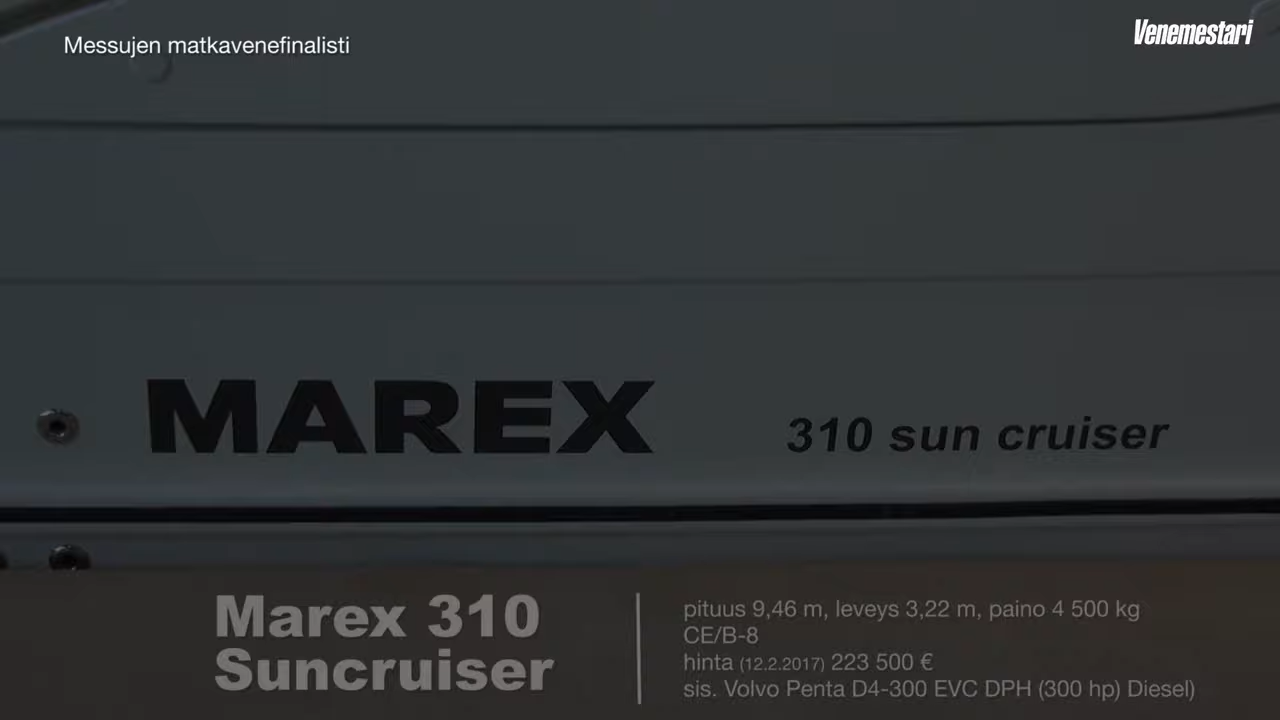 Messujen matkavenefinalisti
Venemestari
MAREX
310 sun cruiser
Marex 310
Suncruiser
pituus 9,46 m, leveys 3,22 m, paino 4 500 kg
CE/B-8
hinta (12.2.2017) 223 500 €
sis. Volvo Penta D4-300 EVC DPH (300 hp) Diesel)